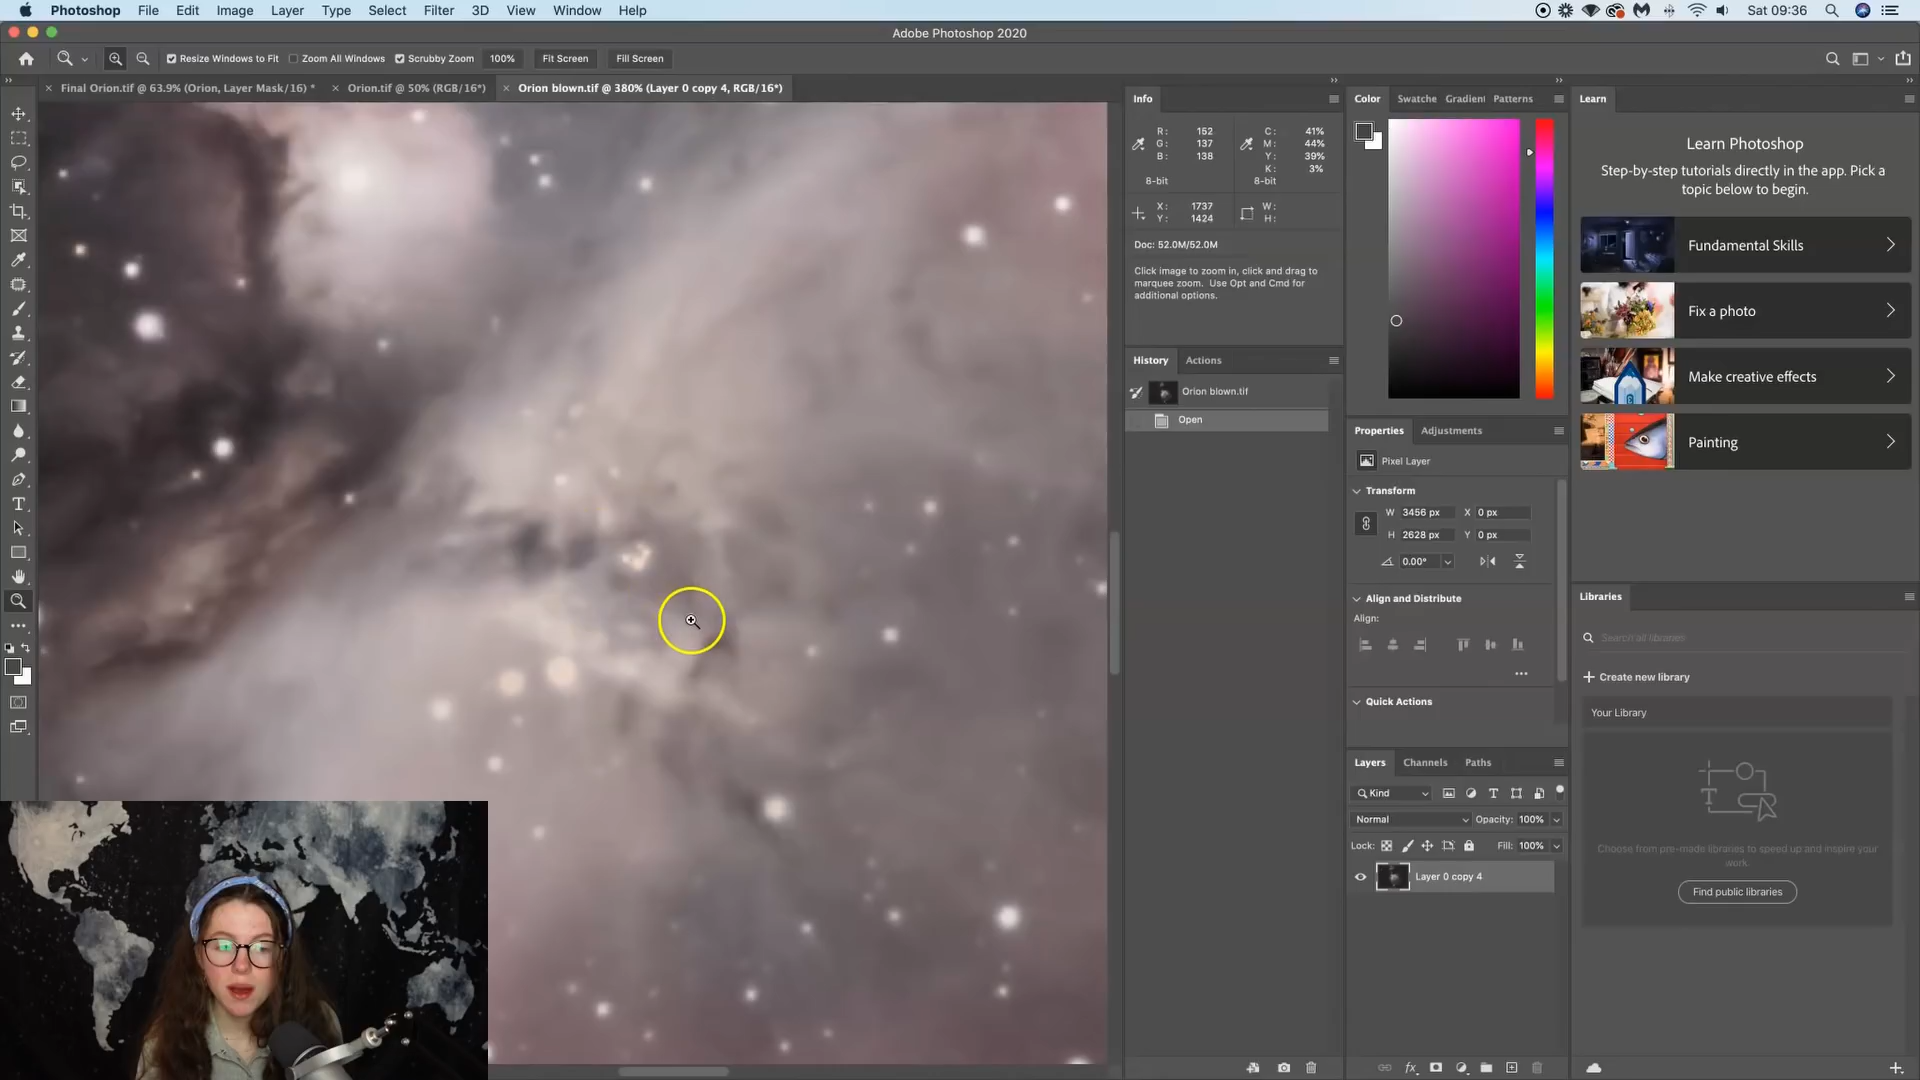 Photoshop File Edit Image Layer Type Select Filter 3D View Window Help Sat 09:36
Adobe Photoshop 2020
Resize Windows to Fit Zoom All Windows Scrubby Zoom 100% Fit Screen Fill Screen
Final Orion.tif @ 63.9% (Orion, Layer Mask/16) * Orion.tif @ 50% (RGB/16*) Orion blown.tif @ 380% (Layer 0 copy 4, RGB/16*)
Info
R: 152
G: 137
B: 138
8-bit
C: 41%
M: 44%
Y: 39%
K: 3%
8-bit
X: 1737
Y: 1424
W:
H:
Doc: 52.0M/52.0M
Click image to zoom in, click and drag to
marquee zoom. Use Opt and Cmd for
additional options.
History Actions
Orion blown.tif
Open
Color Swatche Gradient Patterns
Properties Adjustments
Pixel Layer
Transform
W 3456 px X 0 px
H 2628 px Y 0 px
0.00°
Align and Distribute
Align:
Quick Actions
Layers Channels Paths
Kind
Normal Opacity: 100%
Lock: Fill: 100%
Layer 0 copy 4
fx
Learn
Learn Photoshop
Step-by-step tutorials directly in the app. Pick a
topic below to begin.
Fundamental Skills
Fix a photo
Make creative effects
Painting
Libraries
Search all libraries
Create new library
Your Library
Choose from pre-made libraries to speed up and inspire your
work.
Find public libraries